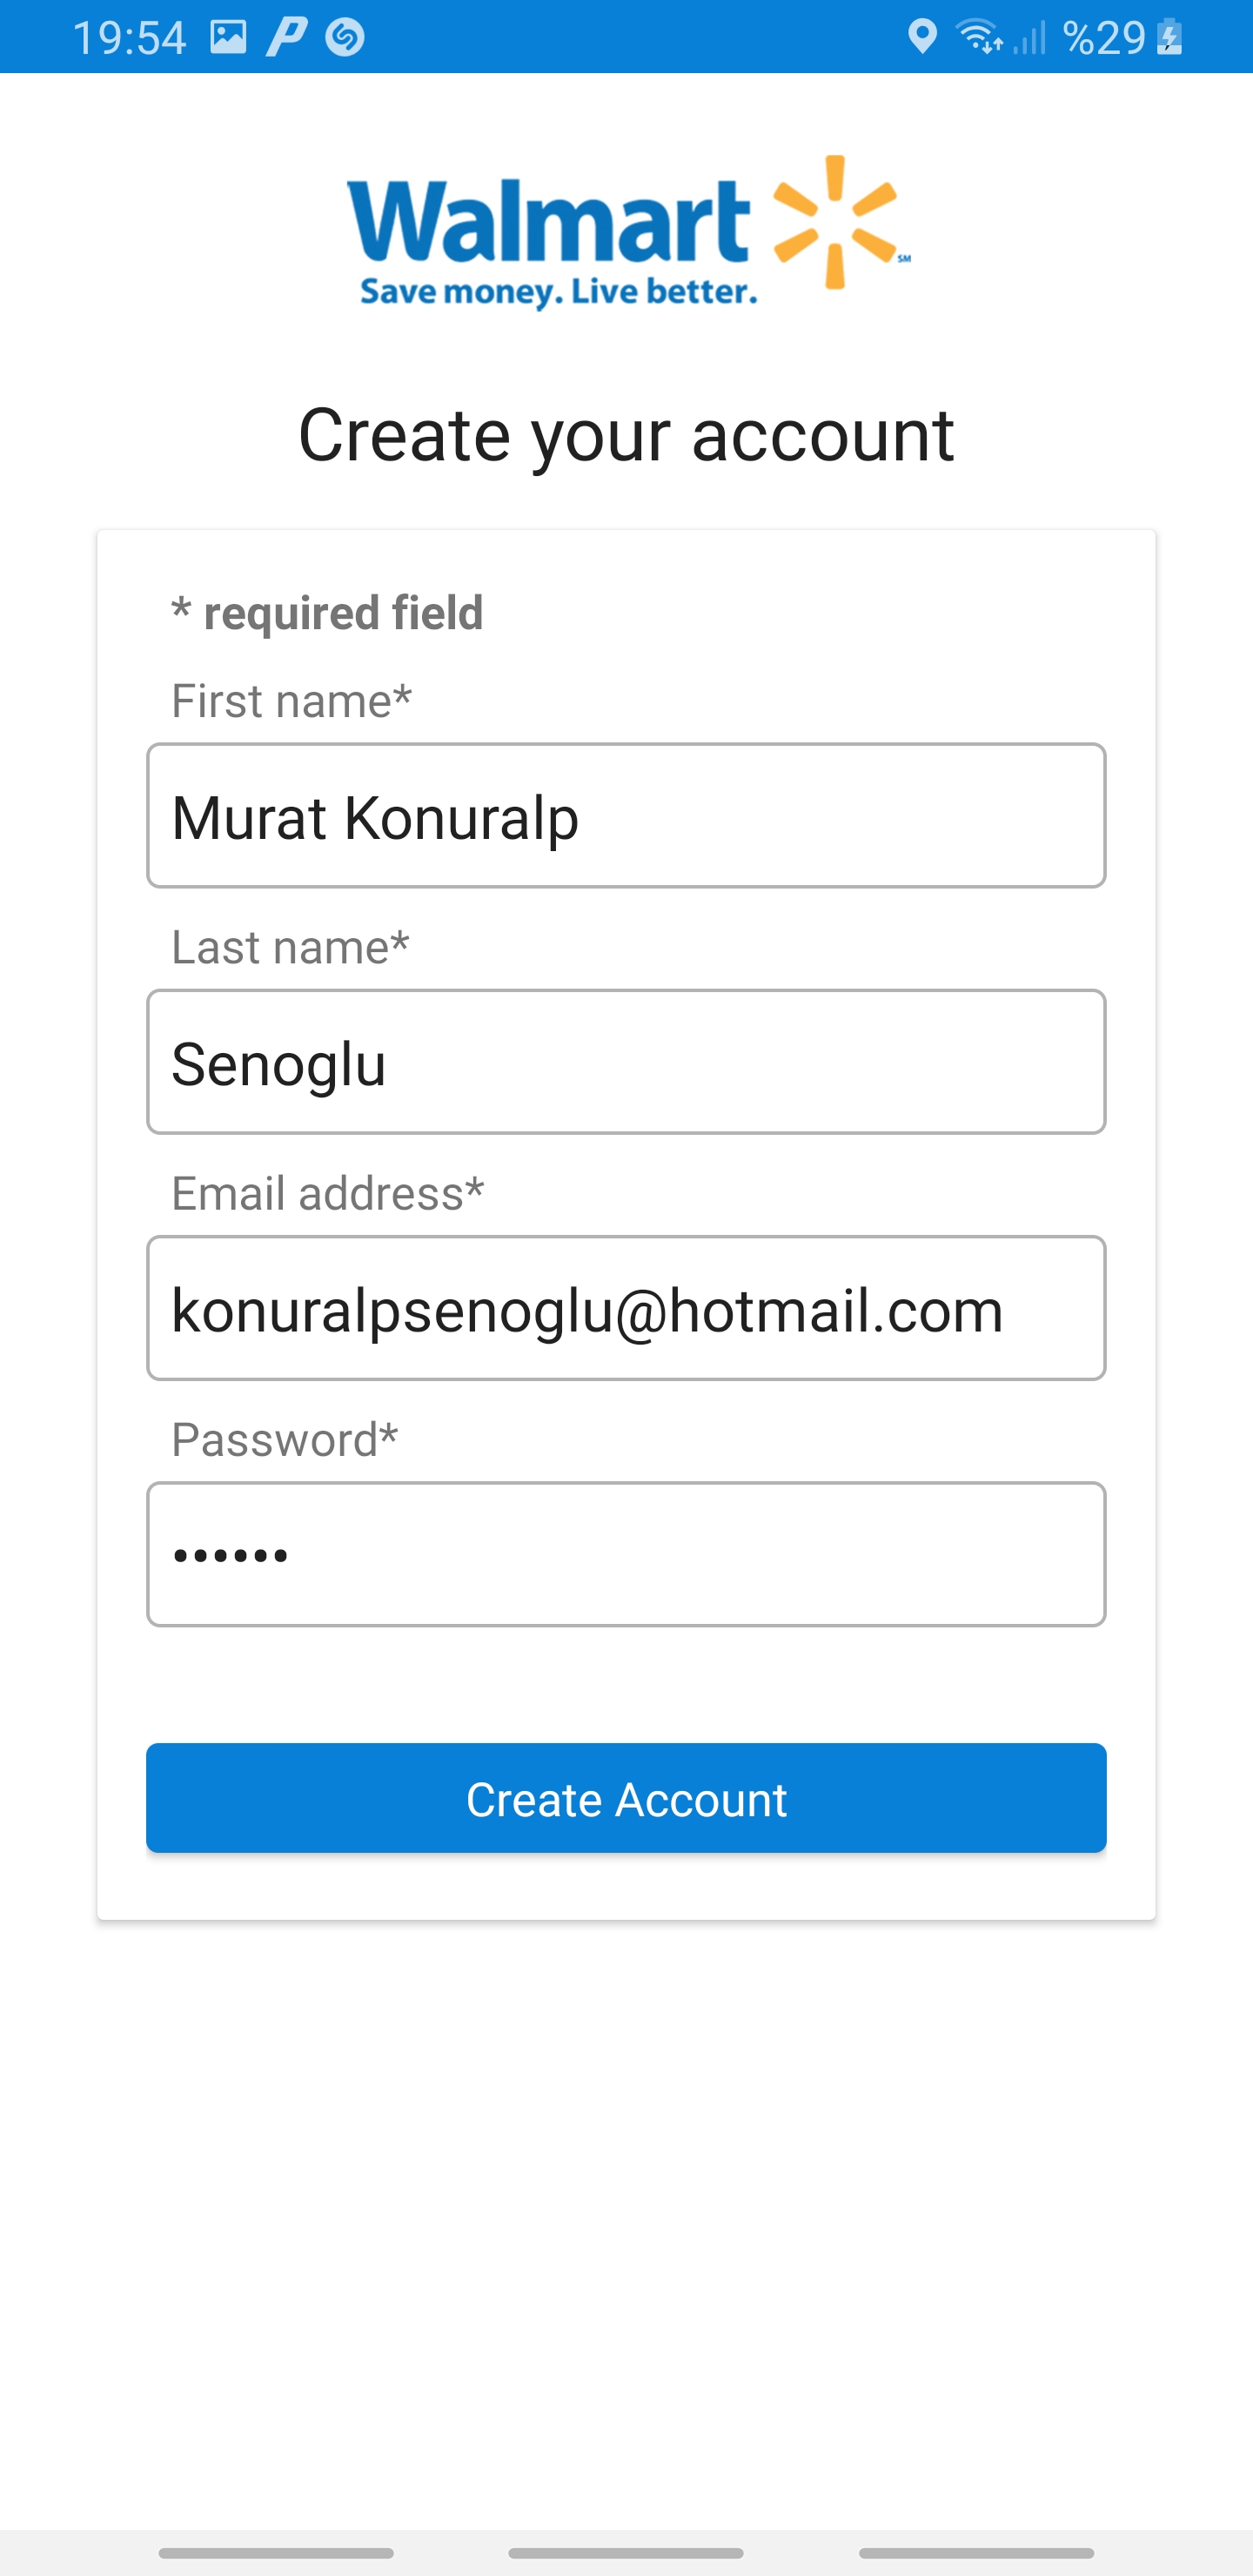 19:54 %29
Walmart
SM
Save money. Live better.
Create your account
* required field
First name*
Murat Konuralp
Last name*
Senoglu
Email address*
konuralpsenoglu@hotmail.com
Password*
••••••
Create Account